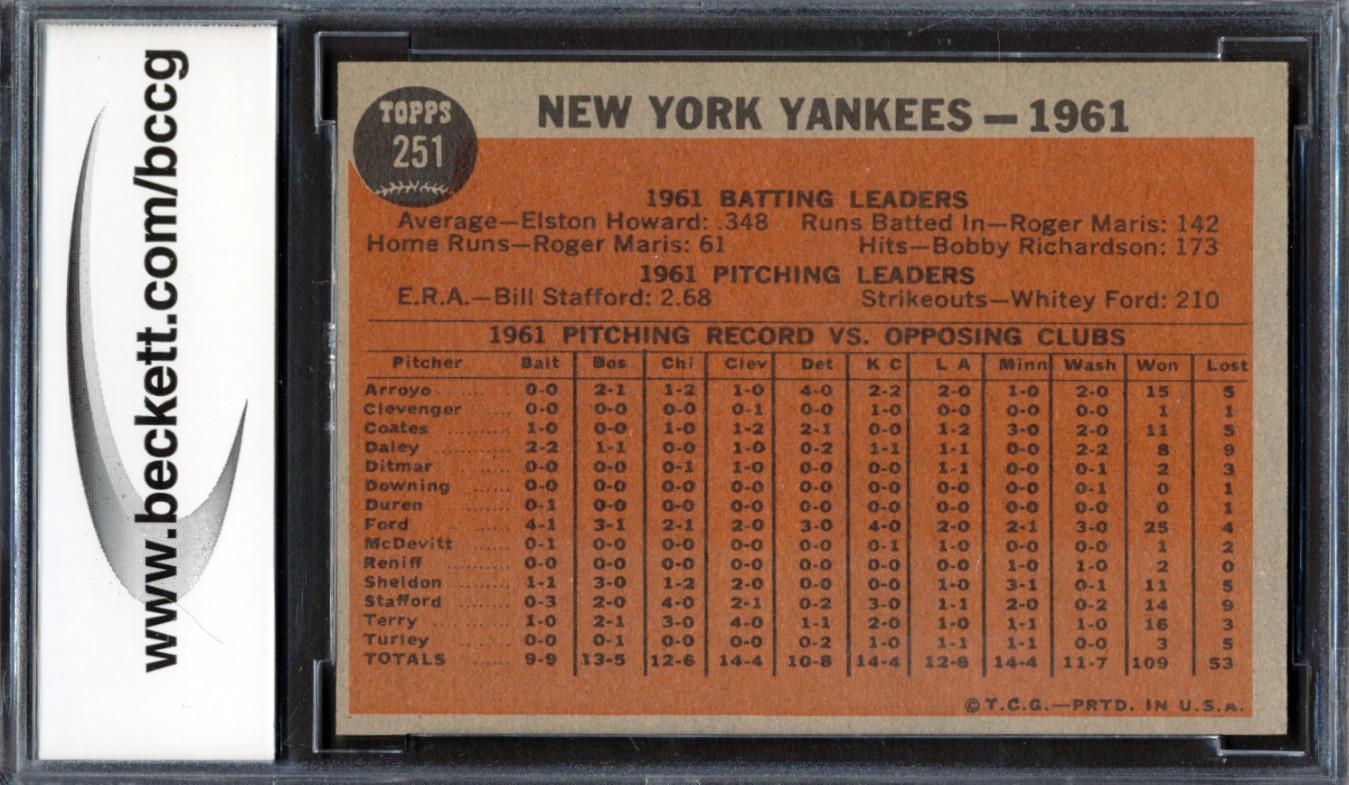 www.beckett.com/bccg
TOPPS
251
NEW YORK YANKEES — 1961
1961 BATTING LEADERS
Average—Elston Howard: .348 Runs Batted In—Roger Maris: 142
Home Runs—Roger Maris: 61 Hits—Bobby Richardson: 173
1961 PITCHING LEADERS
E.R.A.—Bill Stafford: 2.68 Strikeouts—Whitey Ford: 210
1961 PITCHING RECORD VS. OPPOSING CLUBS
Pitcher Balt Bos Chi Clev Det K C L A Minn Wash Won Lost
Arroyo ..... 0-0 2-1 1-2 1-0 4-0 2-2 2-0 1-0 2-0 15 5
Clevenger ..... 0-0 0-0 0-0 0-1 0-0 1-0 0-0 0-0 0-0 1 1
Coates ........ 1-0 0-0 1-0 1-2 2-1 0-0 1-2 3-0 2-0 11 5
Daley ........ 2-2 1-1 0-0 1-0 0-2 1-1 1-1 0-0 2-2 8 9
Ditmar ...... 0-0 0-0 0-1 1-0 0-0 0-0 1-1 0-0 0-1 2 3
Downing ...... 0-0 0-0 0-0 0-0 0-0 0-0 0-0 0-0 0-1 0 1
Duren ...... 0-1 0-0 0-0 0-0 0-0 0-0 0-0 0-0 0-0 0 1
Ford ........ 4-1 3-1 2-1 2-0 3-0 4-0 2-0 2-1 3-0 25 4
McDevitt ...... 0-1 0-0 0-0 0-0 0-0 0-1 1-0 0-0 0-0 1 2
Reniff ...... 0-0 0-0 0-0 0-0 0-0 0-0 0-0 1-0 1-0 2 0
Sheldon ........ 1-1 3-0 1-2 2-0 0-0 0-0 1-0 3-1 0-1 11 5
Stafford ........ 0-3 2-0 4-0 2-1 0-2 3-0 1-1 2-0 0-2 14 9
Terry ........ 1-0 2-1 3-0 4-0 1-1 2-0 1-0 1-1 1-0 16 3
Turley ...... 0-0 0-1 0-0 0-0 0-2 1-0 1-1 1-1 0-0 3 5
TOTALS ...... 9-9 13-5 12-6 14-4 10-8 14-4 12-6 14-4 11-7 109 53
©T.C.G.—PRTD. IN U.S.A.